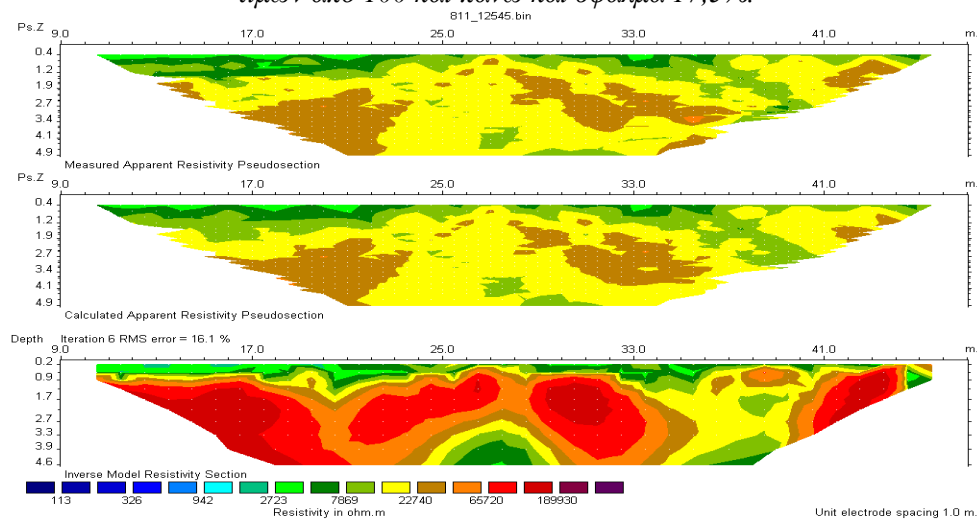 811_12545.bin
Ps.Z 9.0 17.0 25.0 33.0 41.0 m.
0.4
1.2
1.9
2.7
3.4
4.1
4.9
Measured Apparent Resistivity Pseudosection
Ps.Z 9.0 17.0 25.0 33.0 41.0 m.
0.4
1.2
1.9
2.7
3.4
4.1
4.9
Calculated Apparent Resistivity Pseudosection
Depth Iteration 6 RMS error = 16.1 %
9.0 17.0 25.0 33.0 41.0 m.
0.2
0.9
1.7
2.7
3.3
3.9
4.6
Inverse Model Resistivity Section
113 326 942 2723 7869 22740 65720 189930
Resistivity in ohm.m Unit electrode spacing 1.0 m.